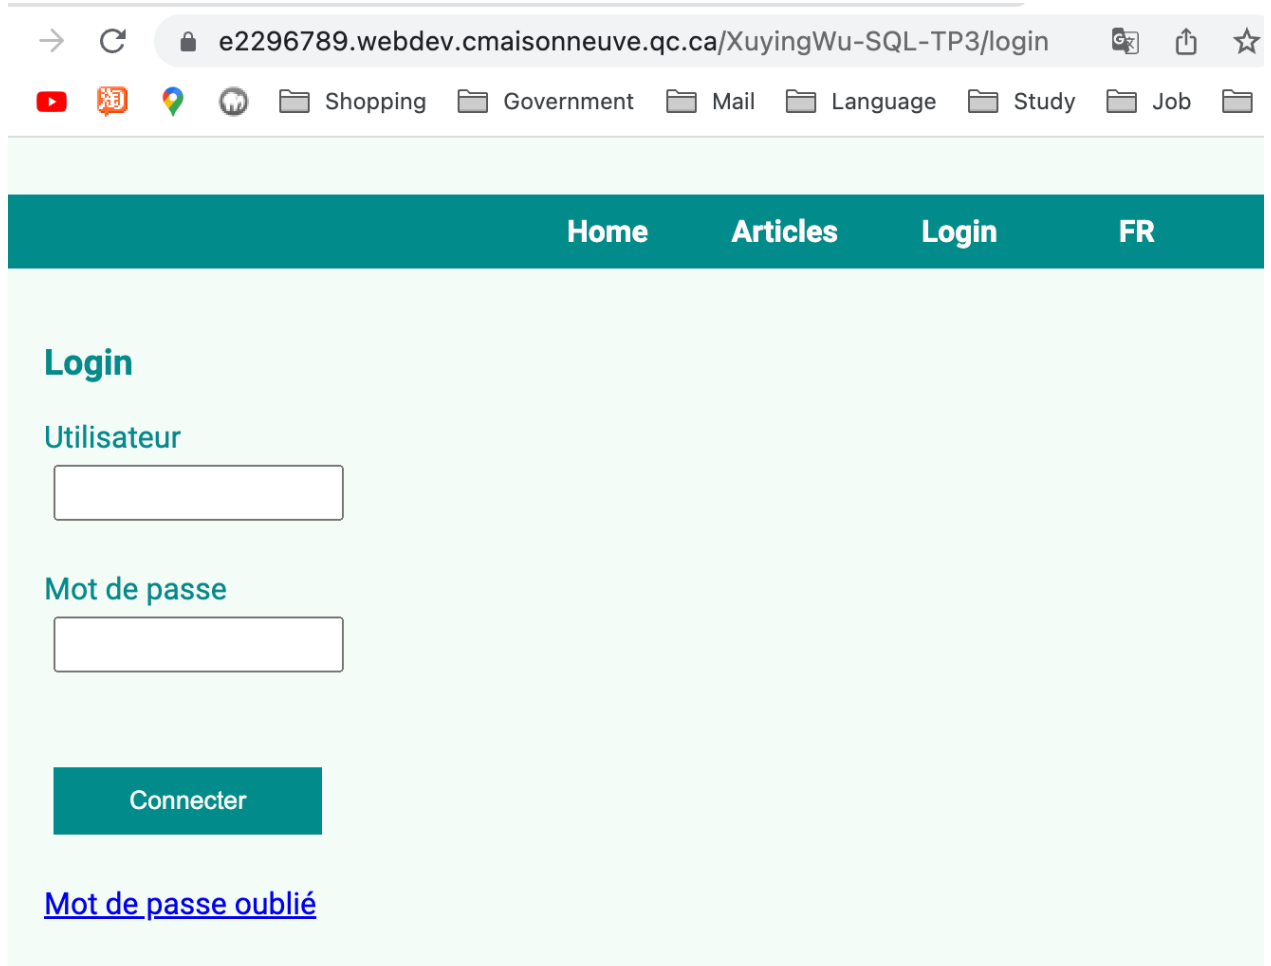 e2296789.webdev.cmaisonneuve.qc.ca/XuyingWu-SQL-TP3/login
淘 Shopping Government Mail Language Study Job
Home Articles Login FR
Login
Utilisateur
Mot de passe
Connecter
Mot de passe oublié